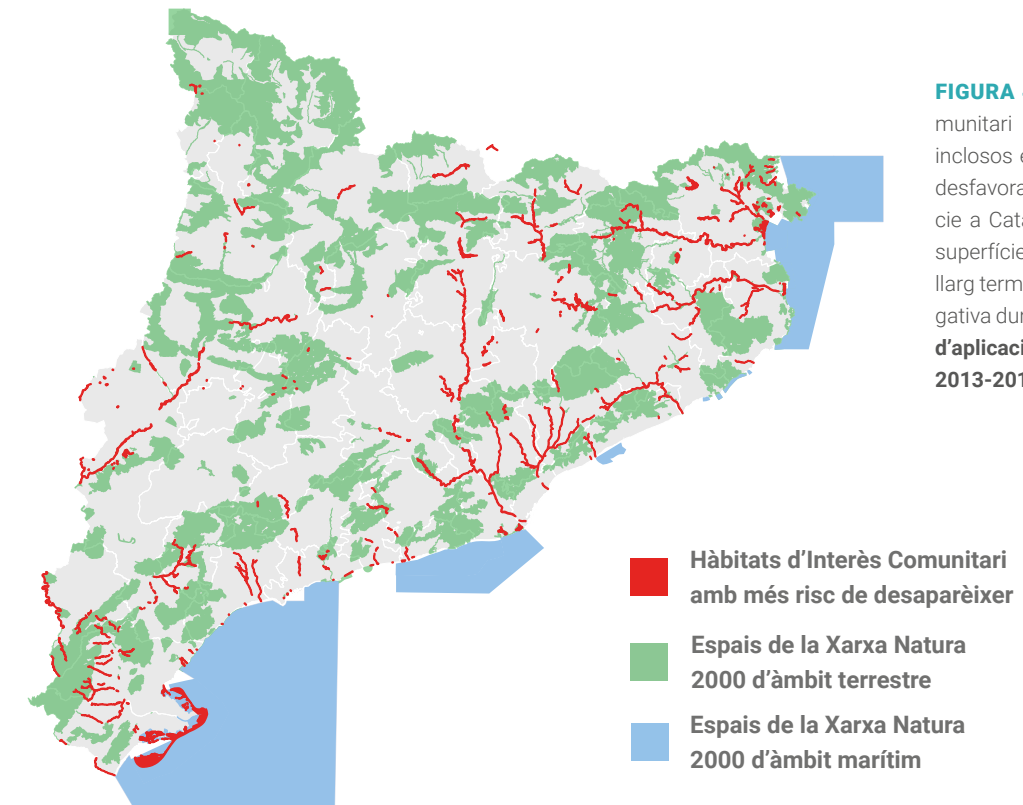 FIGURA
munitari
inclosos
desfavora
cie a Cata
superfície
llarg term
gativa dur
d'aplicaci
2013-201
Hàbitats d'Interès Comunitari
amb més risc de desaparèixer
Espais de la Xarxa Natura
2000 d'àmbit terrestre
Espais de la Xarxa Natura
2000 d'àmbit marítim